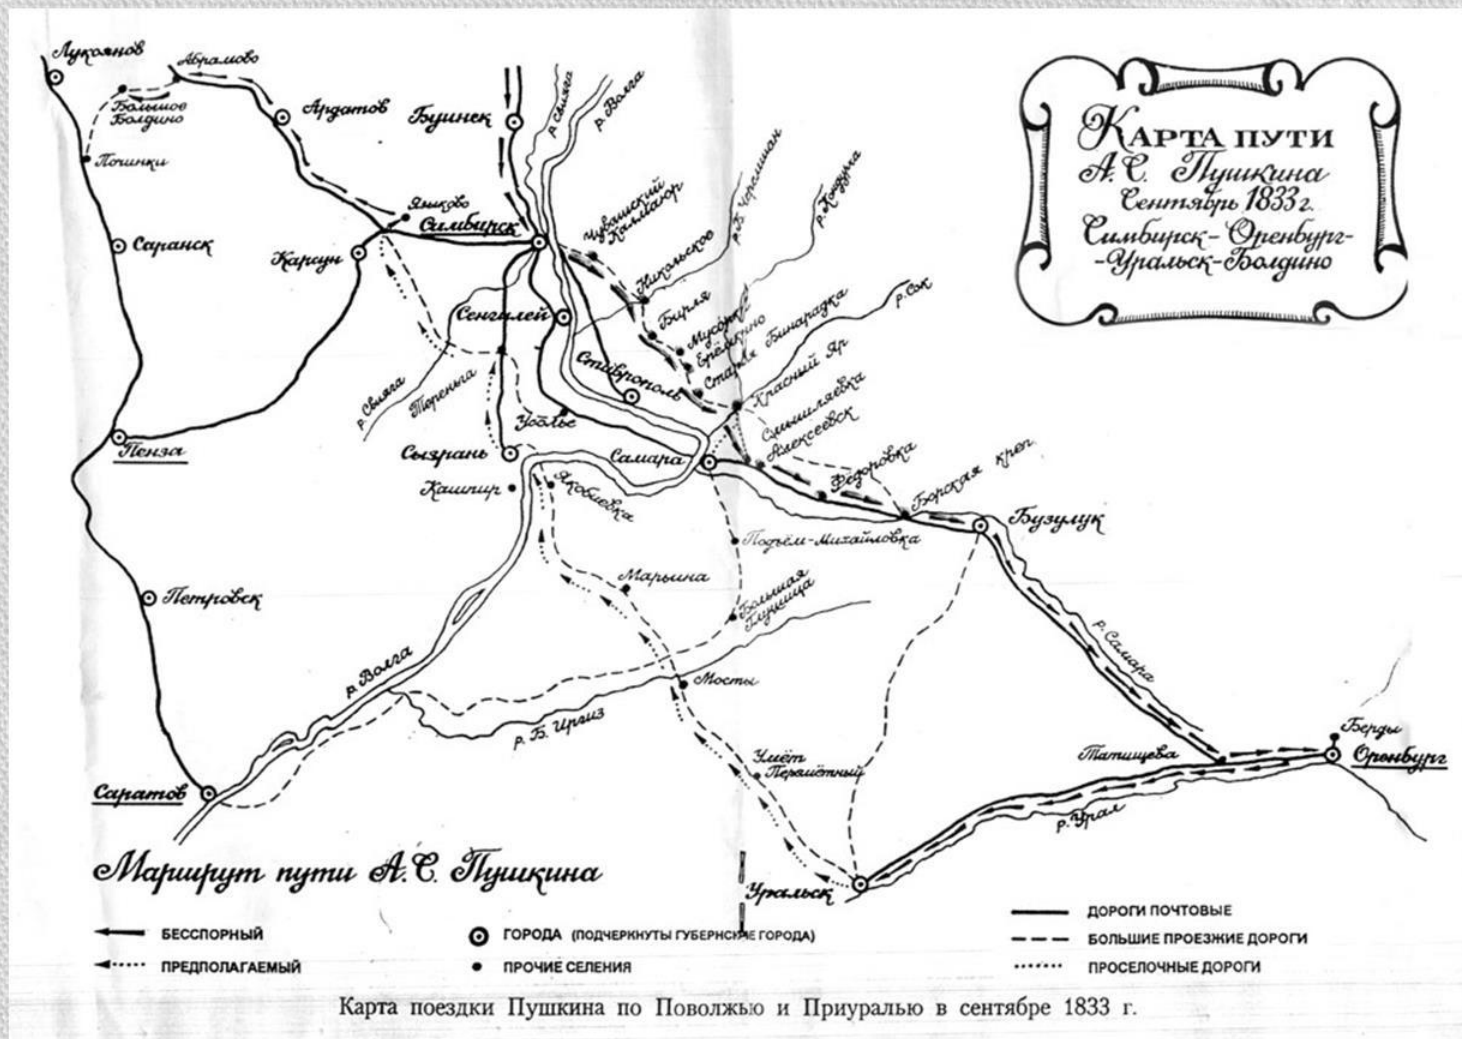 Лукоянов
Абрамово
Большое
Болдино
Починки
Ардатов
Буинск
р. Свияга
р. Волга
Языково
Симбирск
Саранск
Карсун
Чувашский
Калмаюр
Никольское
р. Б. Черемшан
р. Кондурча
Бирля
Мусорка
Ерёмкино
Старая Бинарадка
р. Сок
Сенгилей
Ставрополь
Красный Яр
Смышляевка
Алексеевск
р. Свияга
Тереньга
Усолье
Пенза
Сызрань
Самара
Кашпир
Якобиевка
Фёдоровка
Борская креп.
Бузулук
Подъём-Михайловка
Марьина
Большая
Глушица
Петровск
р. Самара
р. Волга
Мосты
р. Б. Иргиз
Умёт
Переметный
Татищева
Берды
Оренбург
Саратов
р. Урал
Уральск
Карта пути
А. С. Пушкина
Сентябрь 1833 г.
Симбирск-Оренбург-
-Уральск-Болдино
Маршрут пути А. С. Пушкина
БЕССПОРНЫЙ
ПРЕДПОЛАГАЕМЫЙ
ГОРОДА (ПОДЧЕРКНУТЫ ГУБЕРНСКИЕ ГОРОДА)
ПРОЧИЕ СЕЛЕНИЯ
ДОРОГИ ПОЧТОВЫЕ
БОЛЬШИЕ ПРОЕЗЖИЕ ДОРОГИ
ПРОСЕЛОЧНЫЕ ДОРОГИ
Карта поездки Пушкина по Поволжью и Приуралью в сентябре 1833 г.